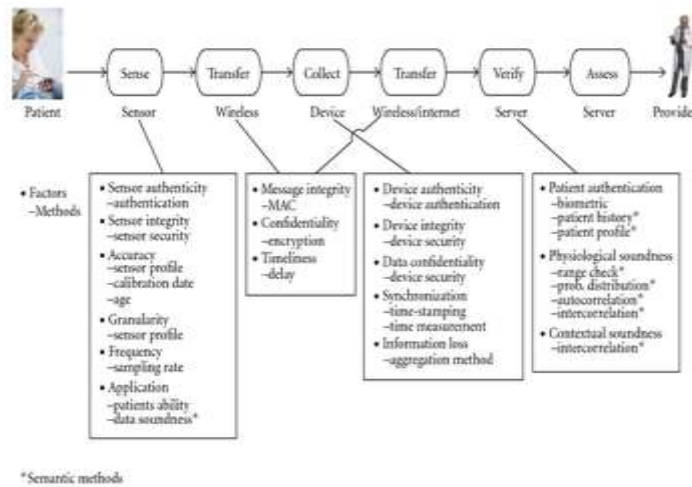 Sense
Transfer
Collect
Transfer
Verify
Assess
Patient
Sensor
Wireless
Device
Wireless/internet
Server
Server
Provide
• Factors
–Methods
• Sensor authenticity
–authentication
• Sensor integrity
–sensor security
• Accuracy
–sensor profile
–calibration date
–age
• Granularity
–sensor profile
• Frequency
–sampling rate
• Application
–patients ability
–data soundness*
• Message integrity
–MAC
• Confidentiality
–encryption
• Timeliness
–delay
• Device authenticity
–device authentication
• Device integrity
–device security
• Data confidentiality
–device security
• Synchronization
–time-stamping
–time measurement
• Information loss
–aggregation method
• Patient authentication
–biometric
–patient history*
–patient profile*
• Physiological soundness
–range check*
–prob. distribution*
–autocorrelation*
–intercorrelation*
• Contextual soundness
–intercorrelation*
*Semantic methods